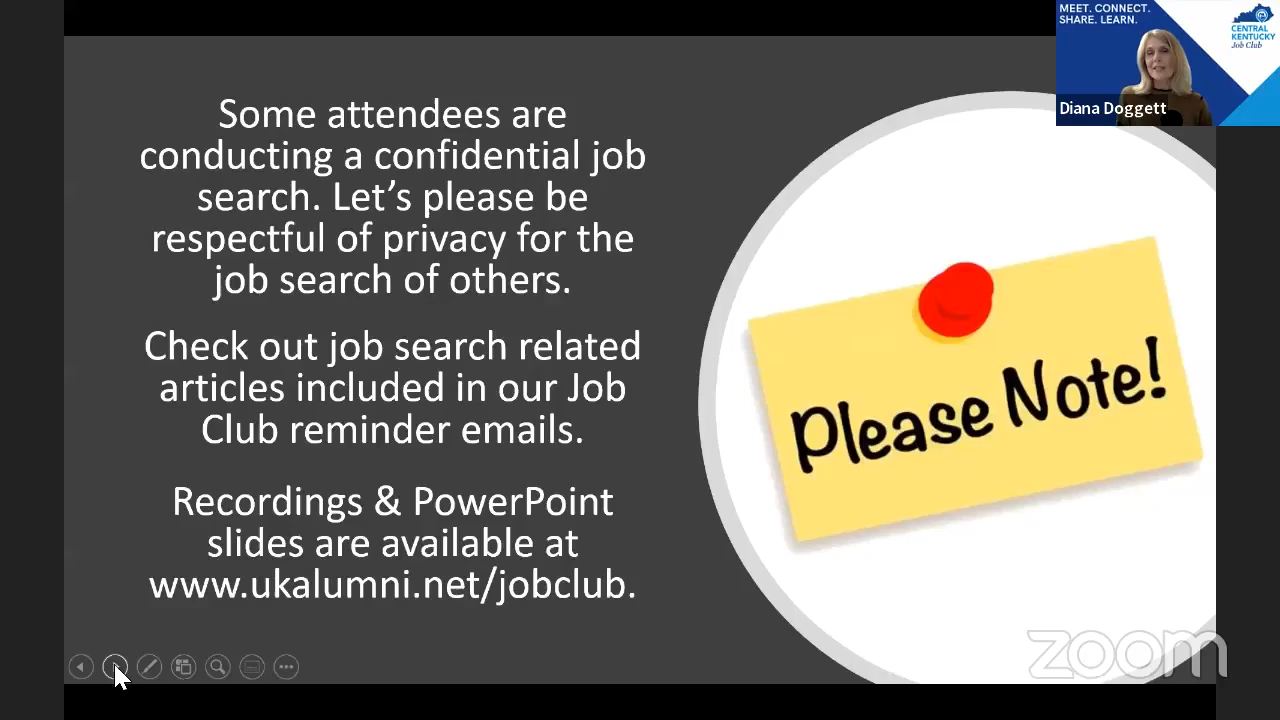 MEET. CONNECT.
SHARE. LEARN.
CENTRAL
KENTUCKY
Job Club
Diana Doggett
Some attendees are
conducting a confidential job
search. Let’s please be
respectful of privacy for the
job search of others.
Check out job search related
articles included in our Job
Club reminder emails.
Recordings & PowerPoint
slides are available at
www.ukalumni.net/jobclub.
Please Note!
zoom